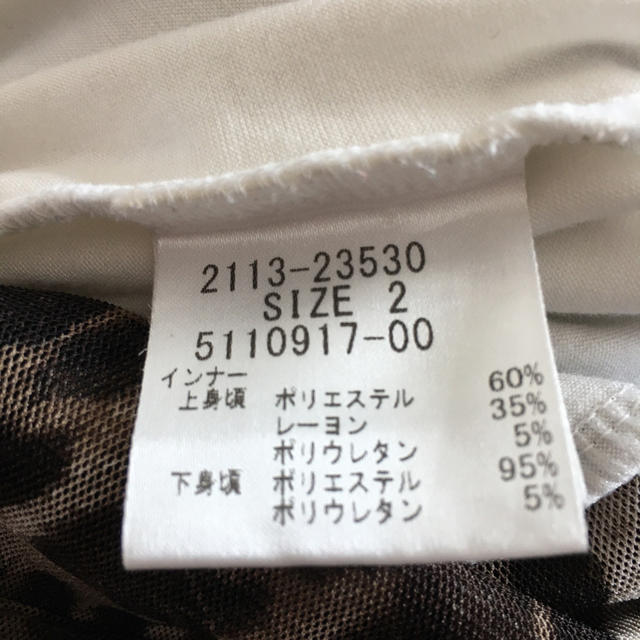 2113-23530
SIZE 2
5110917-00
インナー
上身頃 ポリエステル 60%
レーヨン 35%
ポリウレタン 5%
下身頃 ポリエステル 95%
ポリウレタン 5%